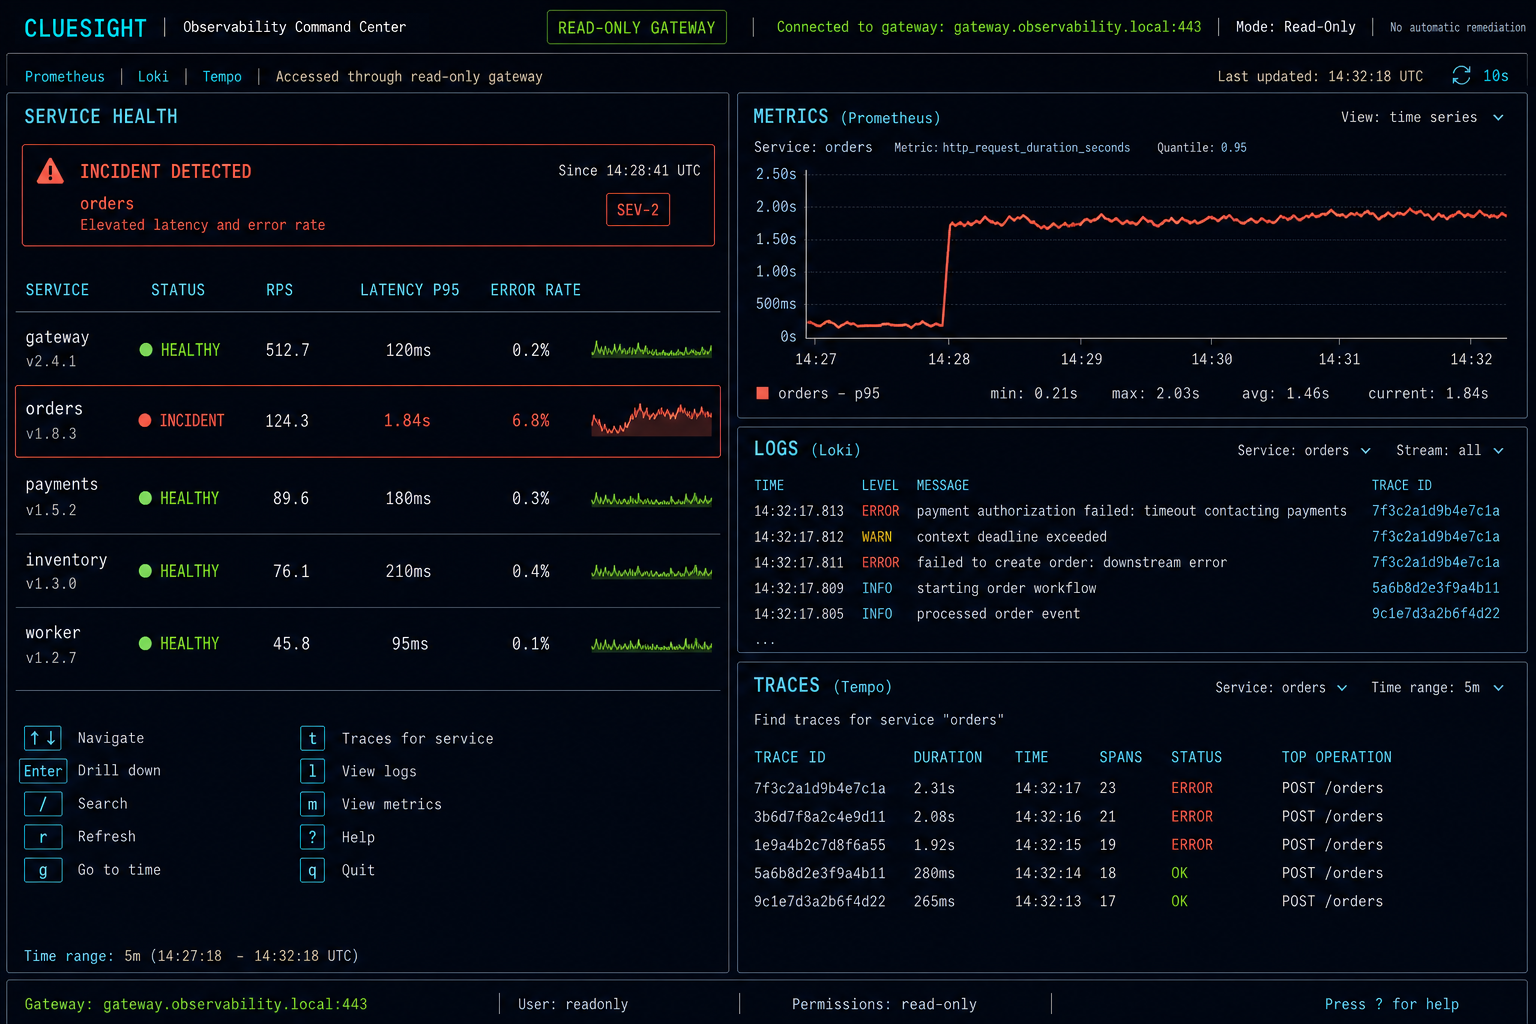 CLUESIGHT | Observability Command Center
READ-ONLY GATEWAY
Connected to gateway: gateway.observability.local:443 | Mode: Read-Only | No automatic remediation
Prometheus | Loki | Tempo | Accessed through read-only gateway
Last updated: 14:32:18 UTC 10s
SERVICE HEALTH
INCIDENT DETECTED Since 14:28:41 UTC
orders SEV-2
Elevated latency and error rate
SERVICE STATUS RPS LATENCY P95 ERROR RATE
gateway
v2.4.1
HEALTHY 512.7 120ms 0.2%
orders
v1.8.3
INCIDENT 124.3 1.84s 6.8%
payments
v1.5.2
HEALTHY 89.6 180ms 0.3%
inventory
v1.3.0
HEALTHY 76.1 210ms 0.4%
worker
v1.2.7
HEALTHY 45.8 95ms 0.1%
↑ ↓ Navigate t Traces for service
Enter Drill down l View logs
/ Search m View metrics
r Refresh ? Help
g Go to time q Quit
Time range: 5m (14:27:18 - 14:32:18 UTC)
METRICS (Prometheus) View: time series
Service: orders Metric: http_request_duration_seconds Quantile: 0.95
2.50s
2.00s
1.50s
1.00s
500ms
0s
14:27 14:28 14:29 14:30 14:31 14:32
orders - p95 min: 0.21s max: 2.03s avg: 1.46s current: 1.84s
LOGS (Loki) Service: orders Stream: all
TIME LEVEL MESSAGE TRACE ID
14:32:17.813 ERROR payment authorization failed: timeout contacting payments 7f3c2a1d9b4e7c1a
14:32:17.812 WARN context deadline exceeded 7f3c2a1d9b4e7c1a
14:32:17.811 ERROR failed to create order: downstream error 7f3c2a1d9b4e7c1a
14:32:17.809 INFO starting order workflow 5a6b8d2e3f9a4b11
14:32:17.805 INFO processed order event 9c1e7d3a2b6f4d22
...
TRACES (Tempo) Service: orders Time range: 5m
Find traces for service "orders"
TRACE ID DURATION TIME SPANS STATUS TOP OPERATION
7f3c2a1d9b4e7c1a 2.31s 14:32:17 23 ERROR POST /orders
3b6d7f8a2c4e9d11 2.08s 14:32:16 21 ERROR POST /orders
1e9a4b2c7d8f6a55 1.92s 14:32:15 19 ERROR POST /orders
5a6b8d2e3f9a4b11 280ms 14:32:14 18 OK POST /orders
9c1e7d3a2b6f4d22 265ms 14:32:13 17 OK POST /orders
Gateway: gateway.observability.local:443 | User: readonly | Permissions: read-only | Press ? for help